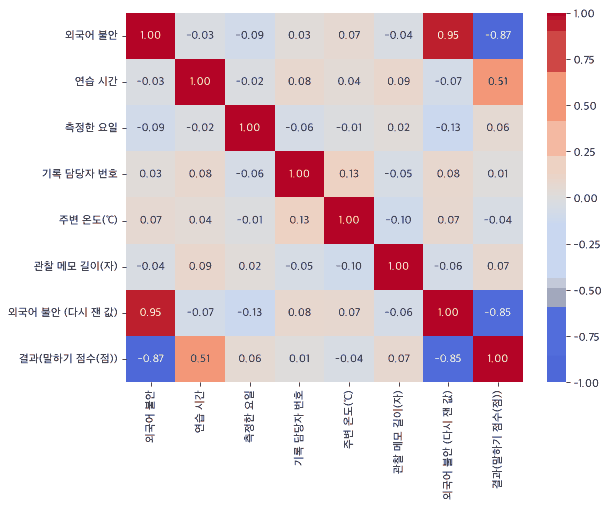 외국어 불안 1.00 -0.03 -0.09 0.03 0.07 -0.04 0.95 -0.87
연습 시간 -0.03 1.00 -0.02 0.08 0.04 0.09 -0.07 0.51
측정한 요일 -0.09 -0.02 1.00 -0.06 -0.01 0.02 -0.13 0.06
기록 담당자 번호 0.03 0.08 -0.06 1.00 0.13 -0.05 0.08 0.01
주변 온도(℃) 0.07 0.04 -0.01 0.13 1.00 -0.10 0.07 -0.04
관찰 메모 길이(자) -0.04 0.09 0.02 -0.05 -0.10 1.00 -0.06 0.07
외국어 불안 (다시 잰 값) 0.95 -0.07 -0.13 0.08 0.07 -0.06 1.00 -0.85
결과(말하기 점수(점)) -0.87 0.51 0.06 0.01 -0.04 0.07 -0.85 1.00
외국어 불안
연습 시간
측정한 요일
기록 담당자 번호
주변 온도(℃)
관찰 메모 길이(자)
외국어 불안 (다시 잰 값)
결과(말하기 점수(점))
1.00
0.75
0.50
0.25
0.00
-0.25
-0.50
-0.75
-1.00